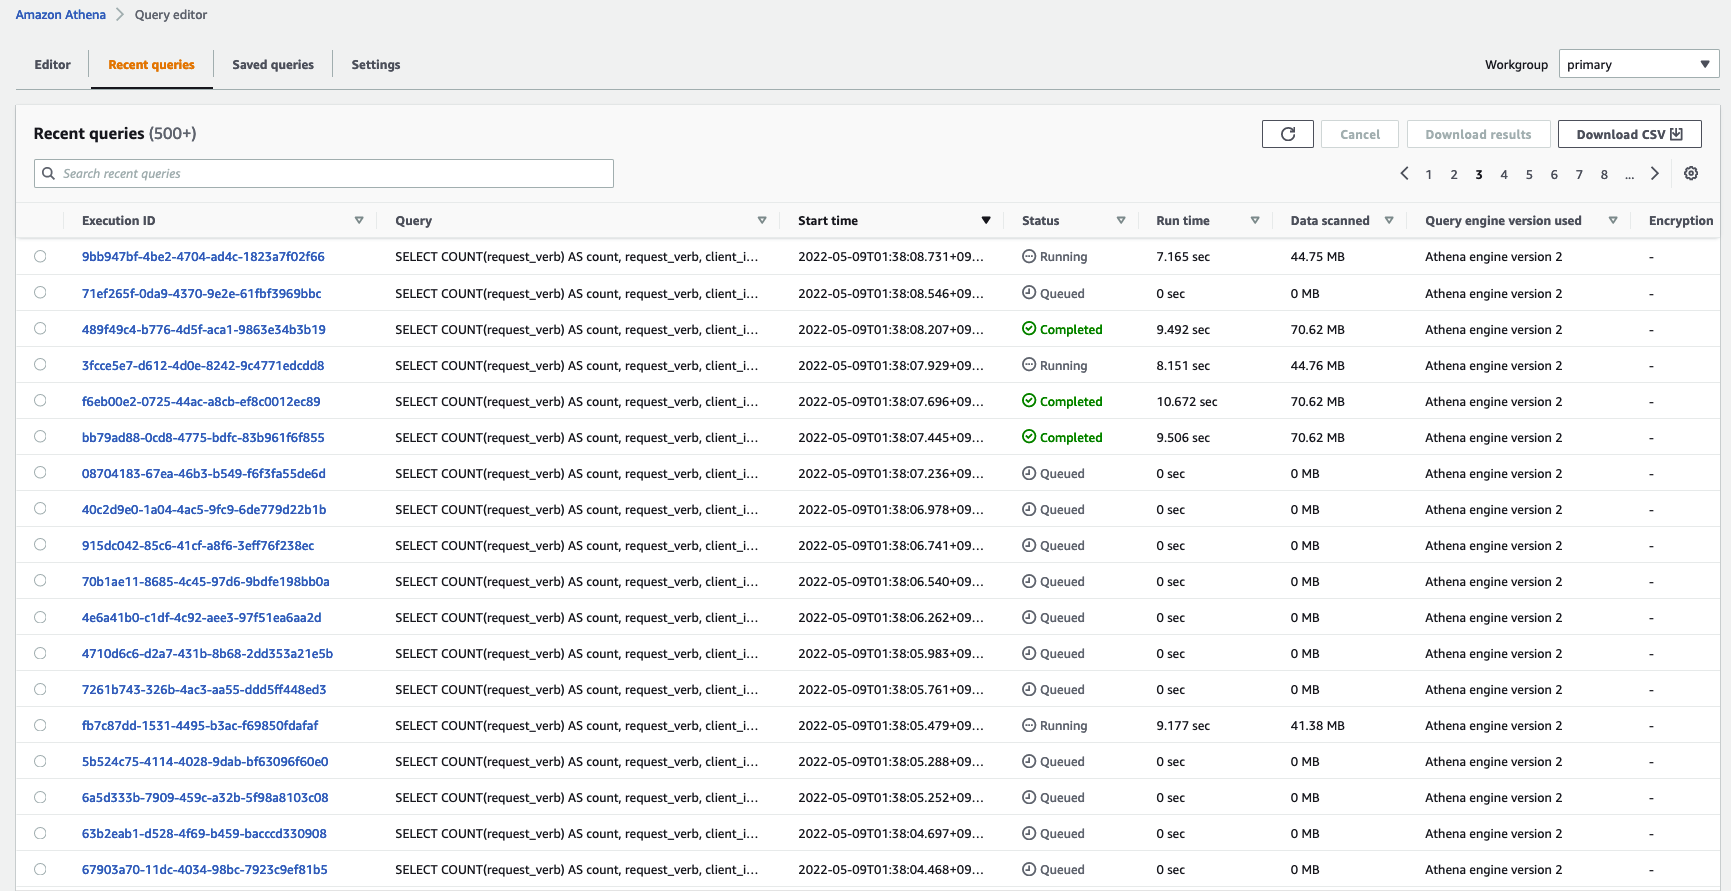 Amazon Athena > Query editor
Editor Recent queries Saved queries Settings Workgroup primary
Recent queries (500+) Cancel Download results Download CSV
Search recent queries 1 2 3 4 5 6 7 8 ...
Execution ID Query Start time Status Run time Data scanned Query engine version used Encryption
9bb947bf-4be2-4704-ad4c-1823a7f02f66 SELECT COUNT(request_verb) AS count, request_verb, client_i... 2022-05-09T01:38:08.731+09... Running 7.165 sec 44.75 MB Athena engine version 2 -
71ef265f-0da9-4370-9e2e-61fbf3969bbc SELECT COUNT(request_verb) AS count, request_verb, client_i... 2022-05-09T01:38:08.546+09... Queued 0 sec 0 MB Athena engine version 2 -
489f49c4-b776-4d5f-aca1-9863e34b3b19 SELECT COUNT(request_verb) AS count, request_verb, client_i... 2022-05-09T01:38:08.207+09... Completed 9.492 sec 70.62 MB Athena engine version 2 -
3fcce5e7-d612-4d0e-8242-9c4771edcdd8 SELECT COUNT(request_verb) AS count, request_verb, client_i... 2022-05-09T01:38:07.929+09... Running 8.151 sec 44.76 MB Athena engine version 2 -
f6eb00e2-0725-44ac-a8cb-ef8c0012ec89 SELECT COUNT(request_verb) AS count, request_verb, client_i... 2022-05-09T01:38:07.696+09... Completed 10.672 sec 70.62 MB Athena engine version 2 -
bb79ad88-0cd8-4775-bdfc-83b961f6f855 SELECT COUNT(request_verb) AS count, request_verb, client_i... 2022-05-09T01:38:07.445+09... Completed 9.506 sec 70.62 MB Athena engine version 2 -
08704183-67ea-46b3-b549-f6f3fa55de6d SELECT COUNT(request_verb) AS count, request_verb, client_i... 2022-05-09T01:38:07.236+09... Queued 0 sec 0 MB Athena engine version 2 -
40c2d9e0-1a04-4ac5-9fc9-6de779d22b1b SELECT COUNT(request_verb) AS count, request_verb, client_i... 2022-05-09T01:38:06.978+09... Queued 0 sec 0 MB Athena engine version 2 -
915dc042-85c6-41cf-a8f6-3eff76f238ec SELECT COUNT(request_verb) AS count, request_verb, client_i... 2022-05-09T01:38:06.741+09... Queued 0 sec 0 MB Athena engine version 2 -
70b1ae11-8685-4c45-97d6-9bdfe198bb0a SELECT COUNT(request_verb) AS count, request_verb, client_i... 2022-05-09T01:38:06.540+09... Queued 0 sec 0 MB Athena engine version 2 -
4e6a41b0-c1df-4c92-aee3-97f51ea6aa2d SELECT COUNT(request_verb) AS count, request_verb, client_i... 2022-05-09T01:38:06.262+09... Queued 0 sec 0 MB Athena engine version 2 -
4710d6c6-d2a7-431b-8b68-2dd353a21e5b SELECT COUNT(request_verb) AS count, request_verb, client_i... 2022-05-09T01:38:05.983+09... Queued 0 sec 0 MB Athena engine version 2 -
7261b743-326b-4ac3-aa55-ddd5ff448ed3 SELECT COUNT(request_verb) AS count, request_verb, client_i... 2022-05-09T01:38:05.761+09... Queued 0 sec 0 MB Athena engine version 2 -
fb7c87dd-1531-4495-b3ac-f69850fdafaf SELECT COUNT(request_verb) AS count, request_verb, client_i... 2022-05-09T01:38:05.479+09... Running 9.177 sec 41.38 MB Athena engine version 2 -
5b524c75-4114-4028-9dab-bf63096f60e0 SELECT COUNT(request_verb) AS count, request_verb, client_i... 2022-05-09T01:38:05.288+09... Queued 0 sec 0 MB Athena engine version 2 -
6a5d333b-7909-459c-a32b-5f98a8103c08 SELECT COUNT(request_verb) AS count, request_verb, client_i... 2022-05-09T01:38:05.252+09... Queued 0 sec 0 MB Athena engine version 2 -
63b2eab1-d528-4f69-b459-bacccd330908 SELECT COUNT(request_verb) AS count, request_verb, client_i... 2022-05-09T01:38:04.697+09... Queued 0 sec 0 MB Athena engine version 2 -
67903a70-11dc-4034-98bc-7923c9ef81b5 SELECT COUNT(request_verb) AS count, request_verb, client_i... 2022-05-09T01:38:04.468+09... Queued 0 sec 0 MB Athena engine version 2 -